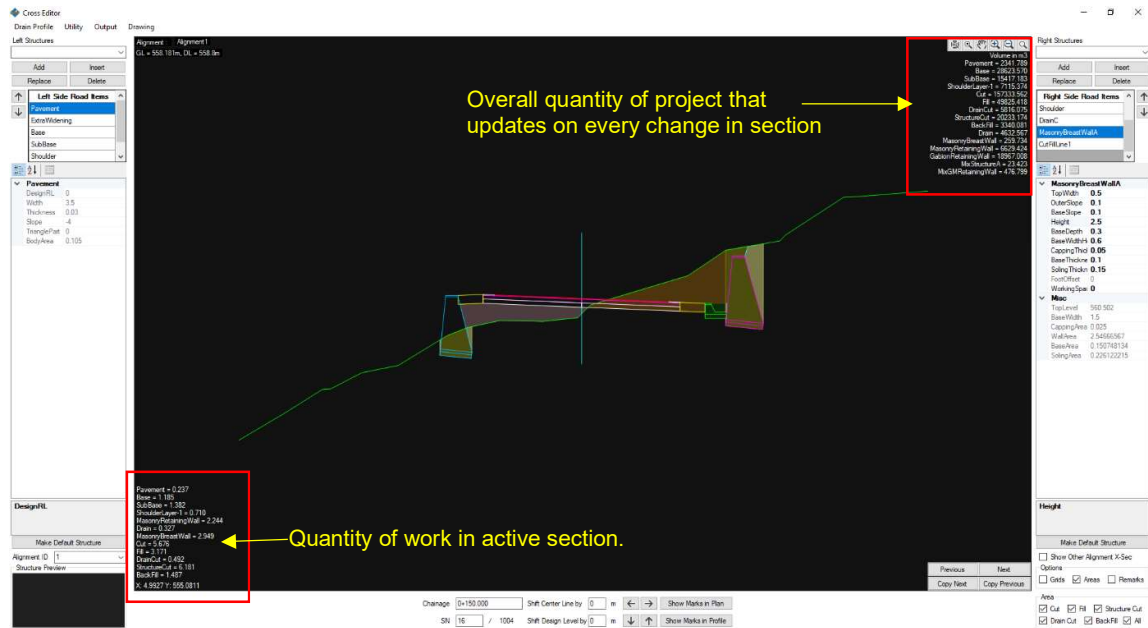 Cross Editor
Drain Profile Utility Output Drawing
Left Structures
Add Insert
Replace Delete
Left Side Road Items
Pavement
ExtraWidening
Base
SubBase
Shoulder
Pavement
DesignRL 0
Width 3.5
Thickness 0.03
Slope -4
TrianglePart 0
BodyArea 0.105
DesignRL
Make Default Structure
Alignment ID 1
Structure Preview
Alignment Alignment1
GL = 558.181m, DL = 558.8m
Volume in m3
Pavement = 2341.789
Base = 28623.570
SubBase = 15417.183
ShoulderLayer-1 = 7115.374
Cut = 157333.562
Fill = 49825.418
DrainCut = 5816.075
StructureCut = 20233.174
BackFill = 3340.081
Drain = 4632.567
MasonryBreastWall = 259.734
MasonryRetainingWall = 6629.424
GabionRetainingWall = 18967.008
MixStructureA = 23.423
MixGMRetainingWall = 476.799
Overall quantity of project that
updates on every change in section
Pavement = 0.237
Base = 1.185
SubBase = 1.382
ShoulderLayer-1 = 0.710
MasonryRetainingWall = 2.244
Drain = 0.327
MasonryBreastWall = 2.949
Cut = 5.676
Fill = 3.171
DrainCut = 0.492
StructureCut = 6.181
BackFill = 1.487
X: 4.9927 Y: 555.0811
Quantity of work in active section.
Previous Next
Copy Next Copy Previous
Chainage 0+150.000 Shift Center Line by 0 m Show Marks in Plan
SN 16 / 1004 Shift Design Level by 0 m Show Marks in Profile
Right Structures
Add Insert
Replace Delete
Right Side Road Items
Shoulder
DrainC
MasonryBreastWallA
CutFillLine1
MasonryBreastWallA
TopWidth 0.5
OuterSlope 0.1
BaseSlope 0.1
Height 2.5
BaseDepth 0.3
BaseWidthH 0.6
CappingThicl 0.05
BaseThickne 0.1
SolingThickn 0.15
FootOffset 0
WorkingSpac 0
Misc
TopLevel 560.582
BaseWidth 1.5
CappingArea 0.025
WallArea 2.54666667
BaseArea 0.150748134
SolingArea 0.226122215
Height
Make Default Structure
Show Other Alignment X-Sec
Options
Grids Areas Remarks
Area
Cut Fill Structure Cut
Drain Cut BackFill All